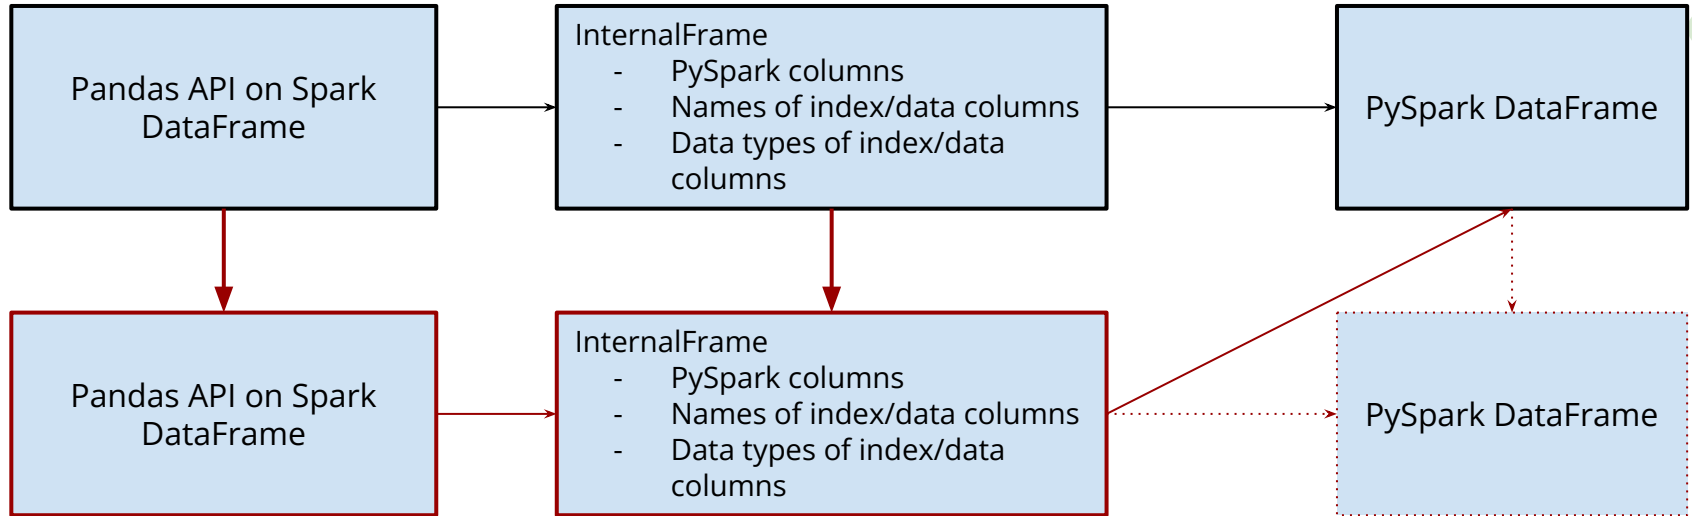 Pandas API on Spark
DataFrame
InternalFrame
- PySpark columns
- Names of index/data columns
- Data types of index/data
columns
PySpark DataFrame
Pandas API on Spark
DataFrame
InternalFrame
- PySpark columns
- Names of index/data columns
- Data types of index/data
columns
PySpark DataFrame